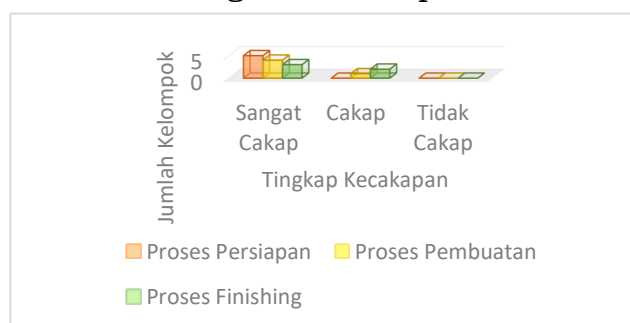 Jumlah Kelompok
5
0
Sangat Cakap
Cakap
Tidak Cakap
Tingkap Kecakapan
Proses Persiapan
Proses Pembuatan
Proses Finishing